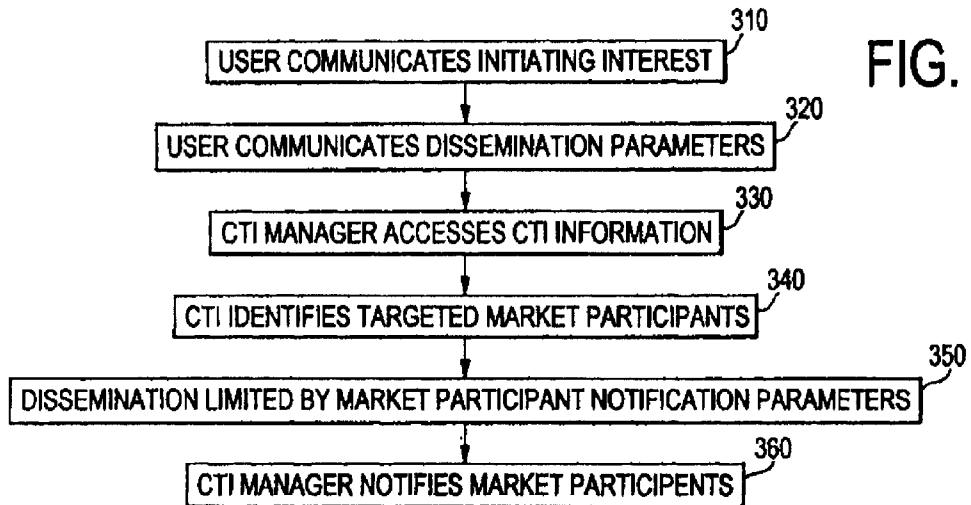 310
USER COMMUNICATES INITIATING INTEREST
FIG.
320
USER COMMUNICATES DISSEMINATION PARAMETERS
330
CTI MANAGER ACCESSES CTI INFORMATION
340
CTI IDENTIFIES TARGETED MARKET PARTICIPANTS
350
DISSEMINATION LIMITED BY MARKET PARTICIPANT NOTIFICATION PARAMETERS
360
CTI MANAGER NOTIFIES MARKET PARTICIPENTS